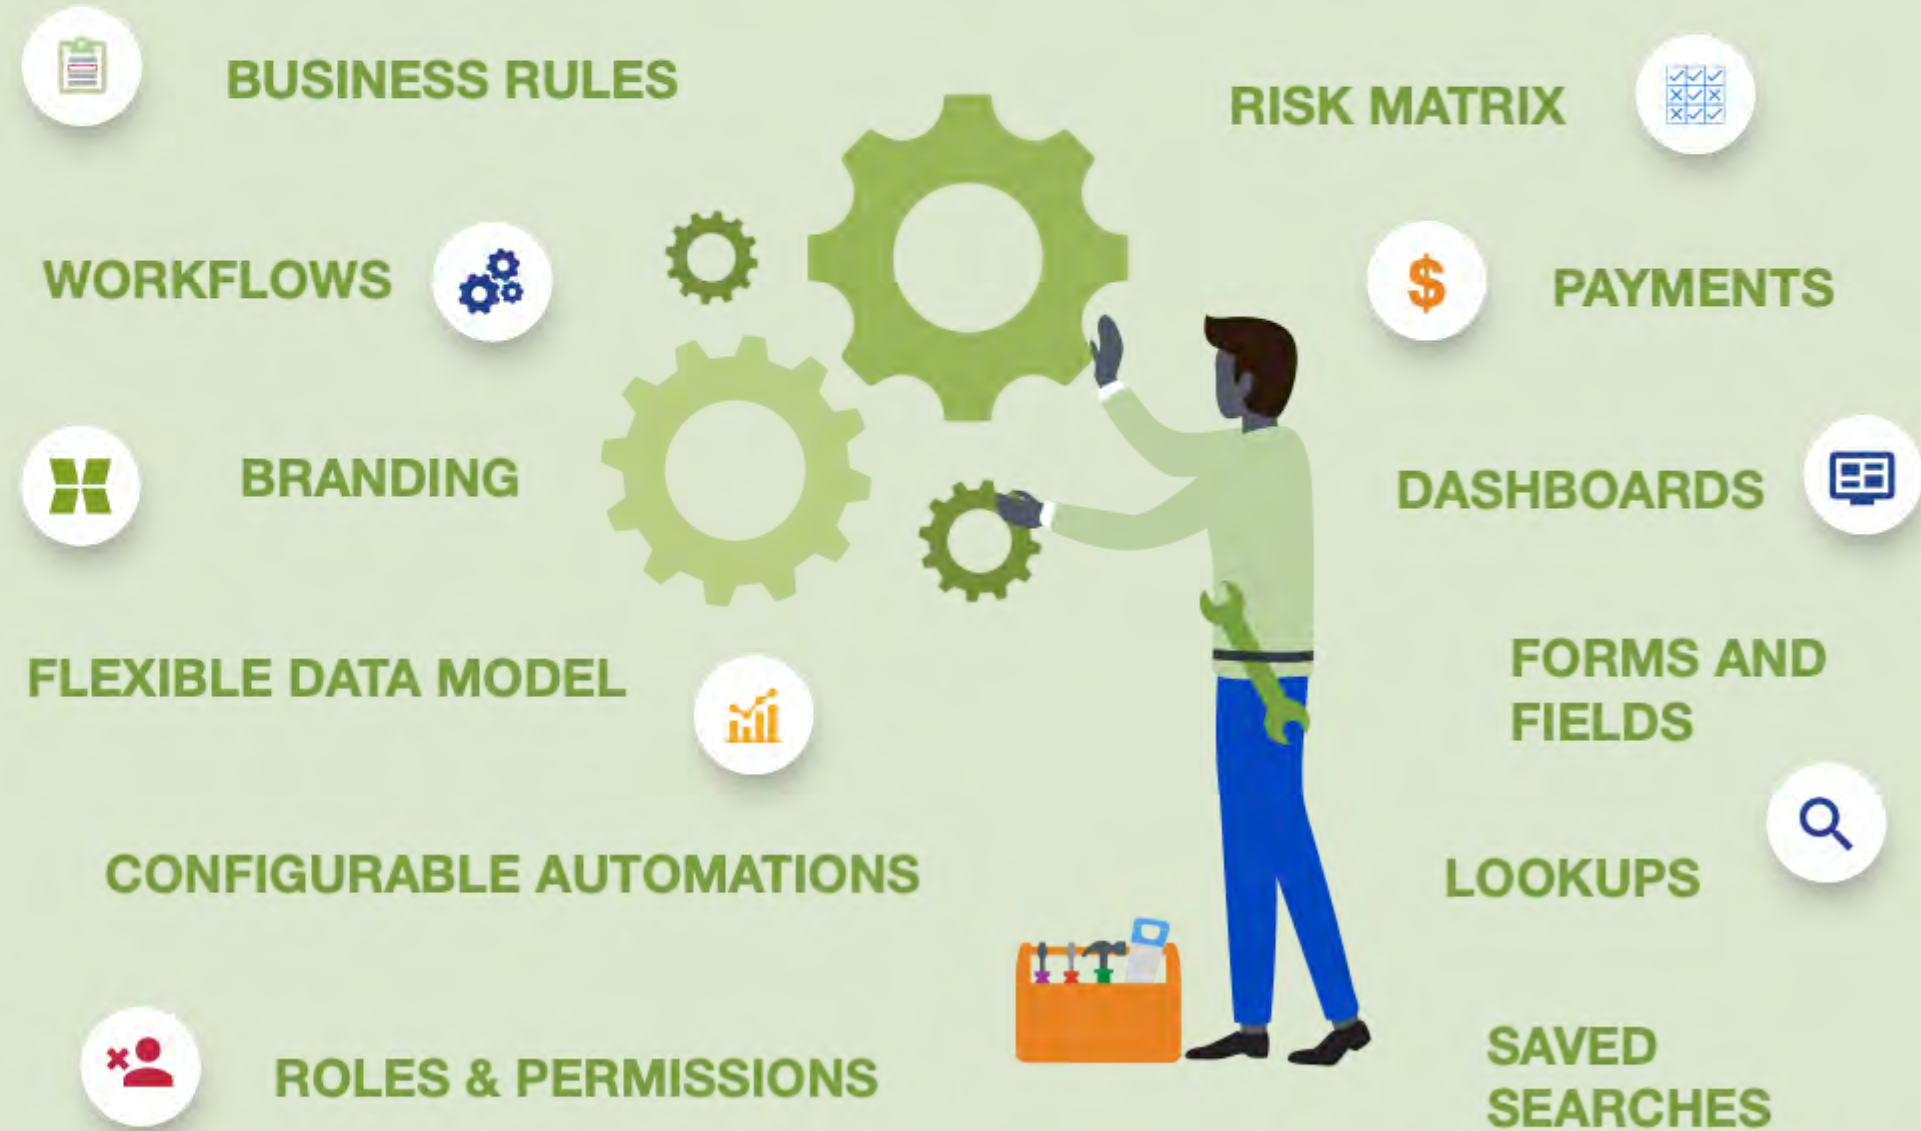 BUSINESS RULES
WORKFLOWS
BRANDING
FLEXIBLE DATA MODEL
CONFIGURABLE AUTOMATIONS
ROLES & PERMISSIONS
RISK MATRIX
PAYMENTS
DASHBOARDS
FORMS AND
FIELDS
LOOKUPS
SAVED
SEARCHES